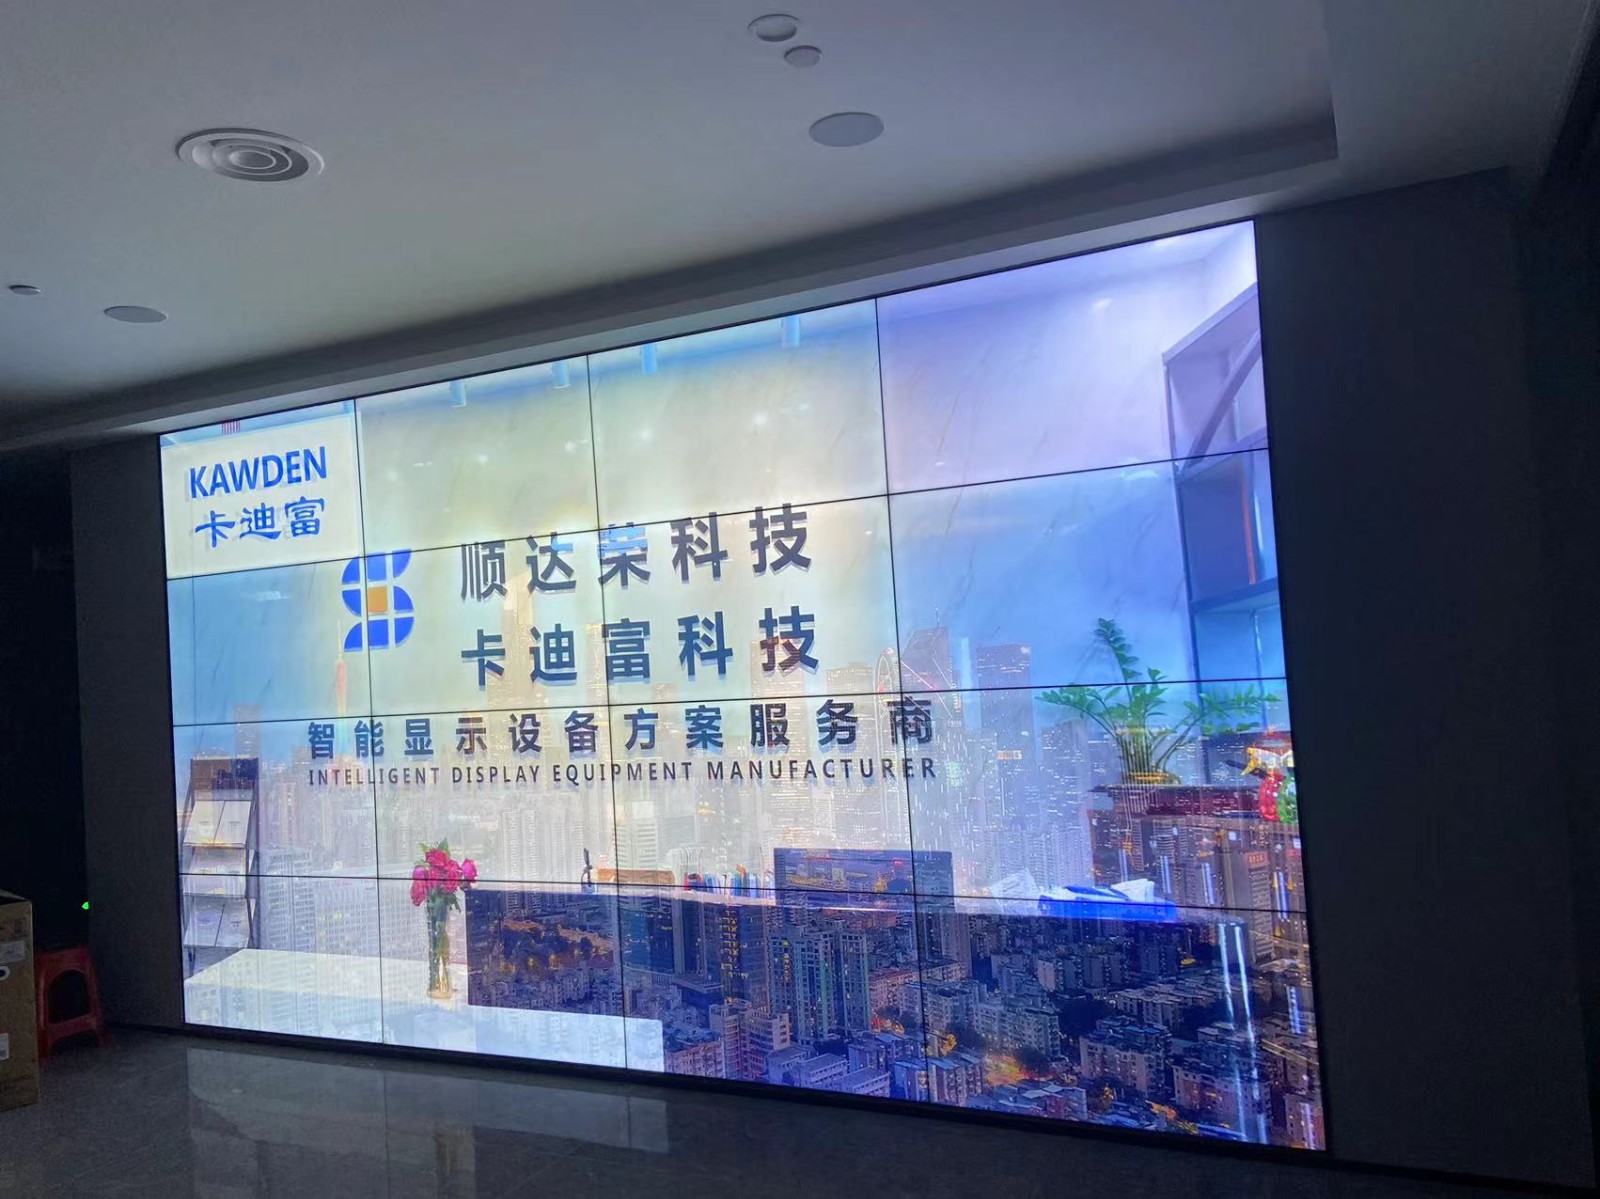 KAWDEN
卡迪富
顺达荣科技
卡迪富科技
智能显示设备方案服务商
INTELLIGENT DISPLAY EQUIPMENT MANUFACTURER